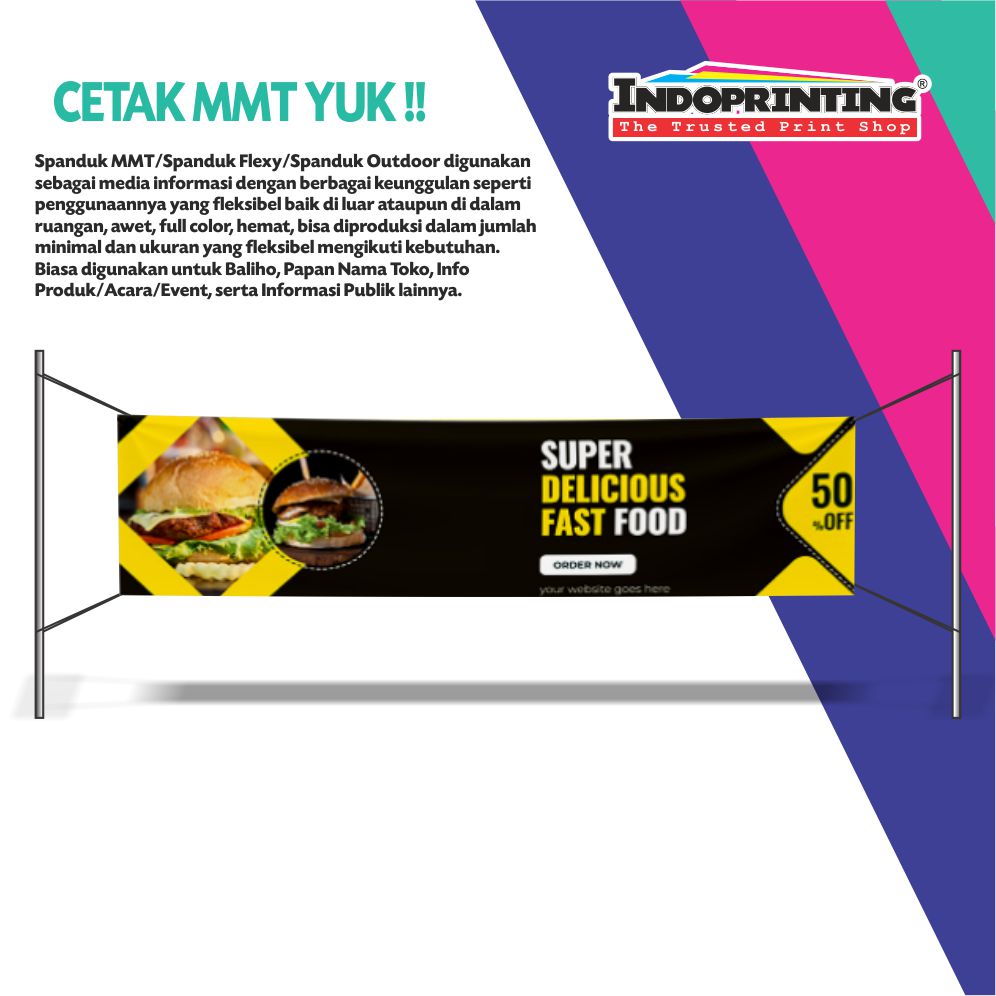 CETAK MMT YUK !!
INDOPRINTING®
The Trusted Print Shop
Spanduk MMT/Spanduk Flexy/Spanduk Outdoor digunakan
sebagai media informasi dengan berbagai keunggulan seperti
penggunaannya yang fleksibel baik di luar ataupun di dalam
ruangan, awet, full color, hemat, bisa diproduksi dalam jumlah
minimal dan ukuran yang fleksibel mengikuti kebutuhan.
Biasa digunakan untuk Baliho, Papan Nama Toko, Info
Produk/Acara/Event, serta Informasi Publik lainnya.
SUPER
DELICIOUS
FAST FOOD
ORDER NOW
your website goes here
50
%OFF